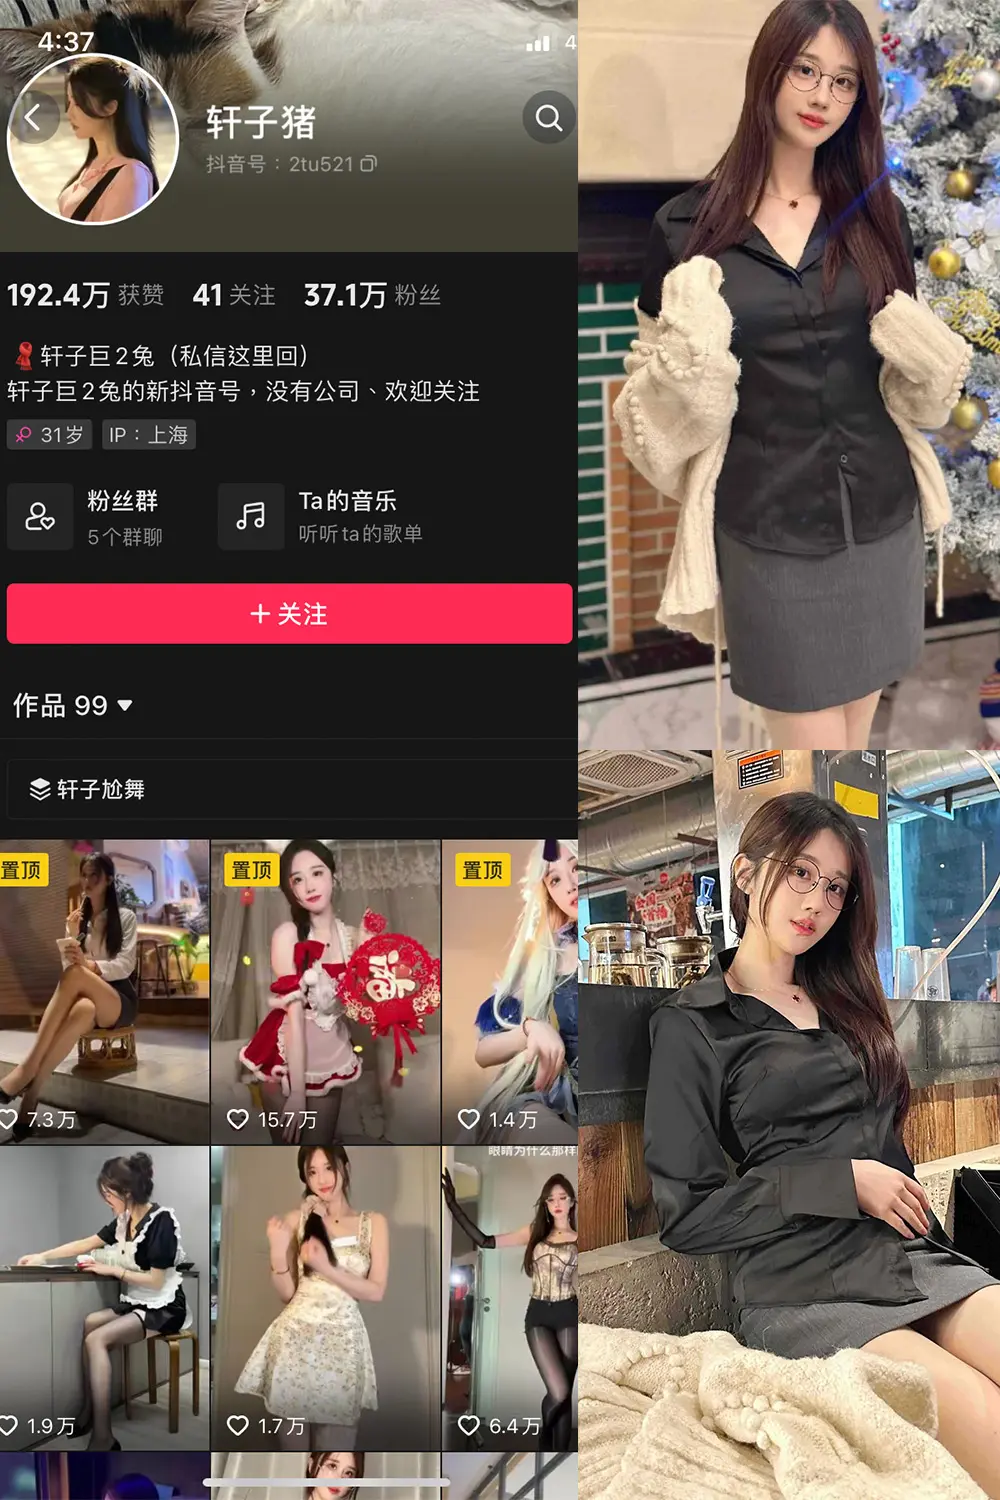 4:37
4
轩子猪
抖音号：2tu521
192.4万 获赞 41 关注 37.1万 粉丝
轩子巨2兔（私信这里回）
轩子巨2兔的新抖音号，没有公司、欢迎关注
31岁 IP：上海
粉丝群
5个群聊
Ta的音乐
听听ta的歌单
+ 关注
作品 99
轩子尬舞
置顶 置顶 置顶
7.3万 15.7万 1.4万
眼睛为什么那样
1.9万 1.7万 6.4万